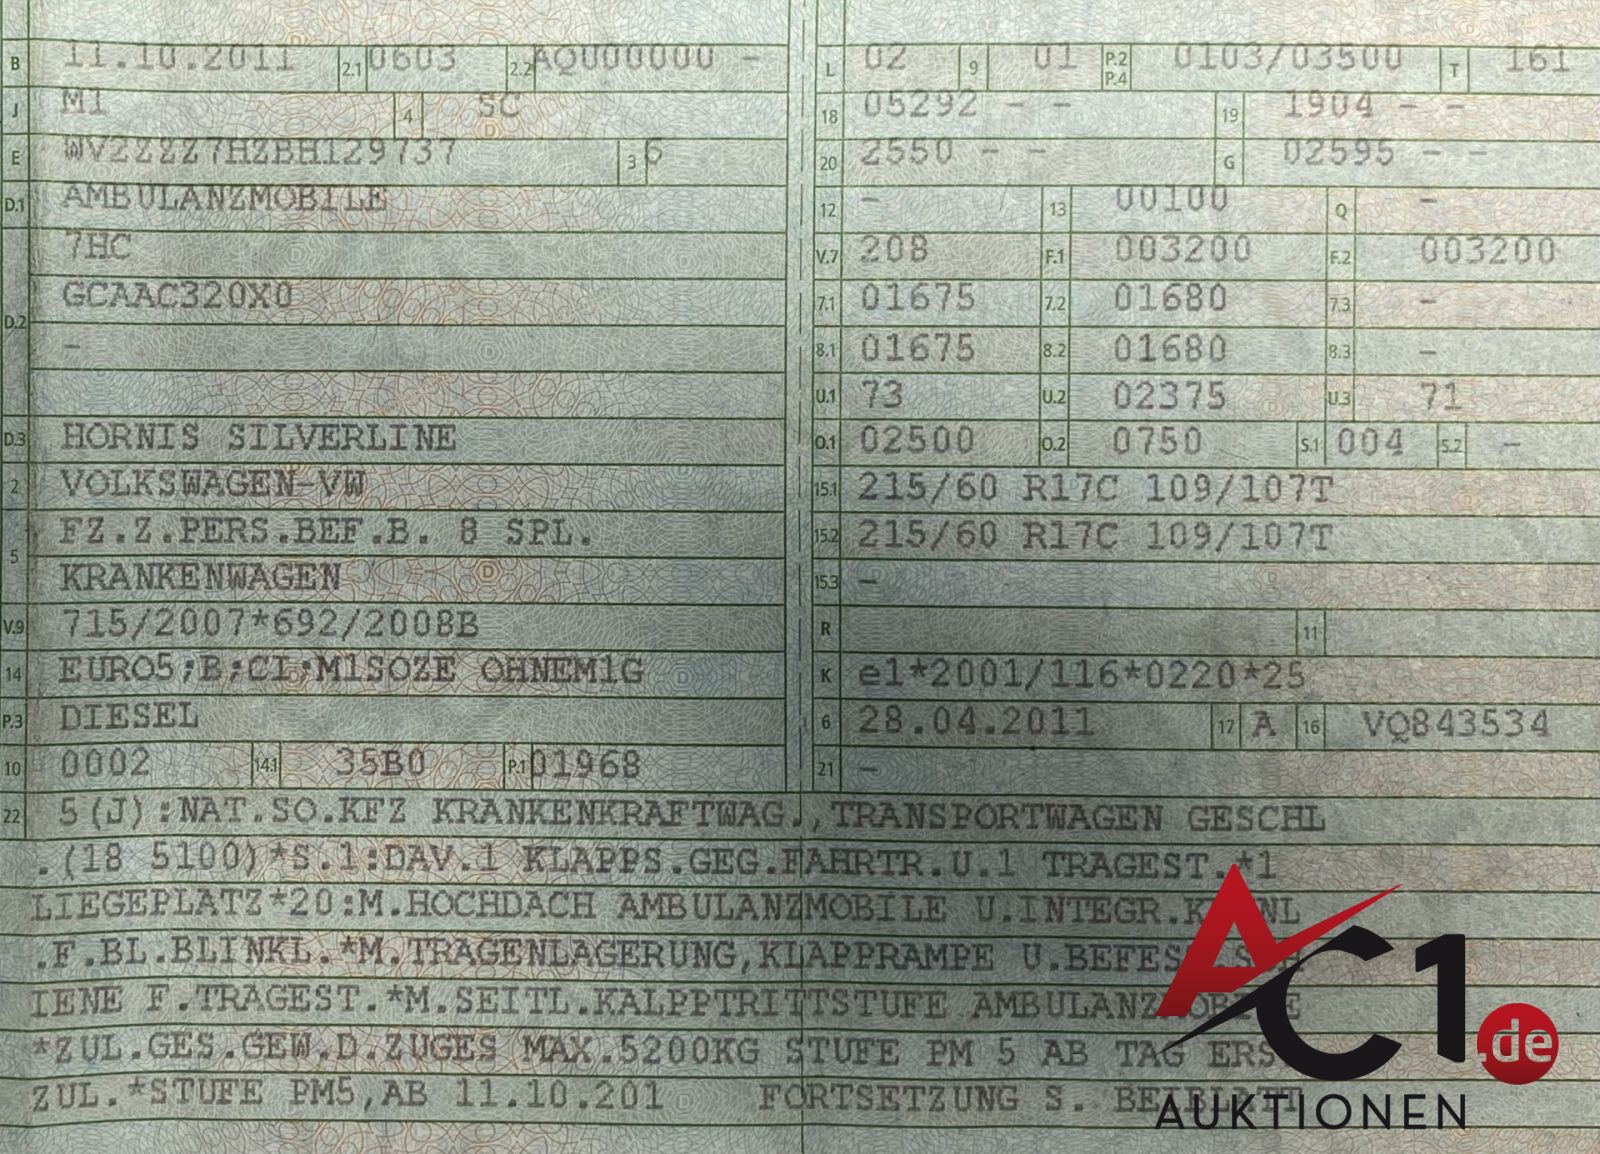 B 11.10.2011 2.1 0603 2.2 AQU00000 -
J M1 4 SC
E WV2ZZZ7HZBH129737 3 6
D.1 AMBULANZMOBILE
7HC
D.2 GCAAC320X0
-
D.3 HORNIS SILVERLINE
2 VOLKSWAGEN-VW
5 FZ.Z.PERS.BEF.B. 8 SPL.
KRANKENWAGEN
V.9 715/2007*692/2008B
14 EURO5;B;CI;M1SOZE OHNEM1G
P.3 DIESEL
10 0002 14.1 35B0 P.1 01968
L 02 9 01 P.2 P.4 0103/03500 T 161
18 05292 - - 19 1904 - -
20 2550 - - G 02595 - -
12 - 13 00100 Q -
V.7 208 F.1 003200 F.2 003200
7.1 01675 7.2 01680 7.3 -
8.1 01675 8.2 01680 8.3 -
U.1 73 U.2 02375 U.3 71
O.1 02500 O.2 0750 S.1 004 S.2 -
15.1 215/60 R17C 109/107T
15.2 215/60 R17C 109/107T
15.3 -
R 11
K e1*2001/116*0220*25
6 28.04.2011 17 A 16 VQ843534
21 -
22 5(J):NAT.SO.KFZ KRANKENKRAFTWAG.,TRANSPORTWAGEN GESCHL
.(18 5100)*S.1:DAV.1 KLAPPS.GEG.FAHRTR.U.1 TRAGEST.*1
LIEGEPLATZ*20:M.HOCHDACH AMBULANZMOBILE U.INTEGR.
.F.BL.BLINKL.*M.TRAGENLAGERUNG,KLAPPRAMPE
IENE F.TRAGEST.*M.SEITL.KALPPTRITTSTUFE AMBULANZMOBILE
*ZUL.GES.GEW.D.ZUGES MAX.5200KG STUFE PM 5 AB TAG
ZUL.*STUFE PM5,AB 11.10.201 FORTSETZUNG S. BEIBLATT
AC1.de
AUKTIONEN